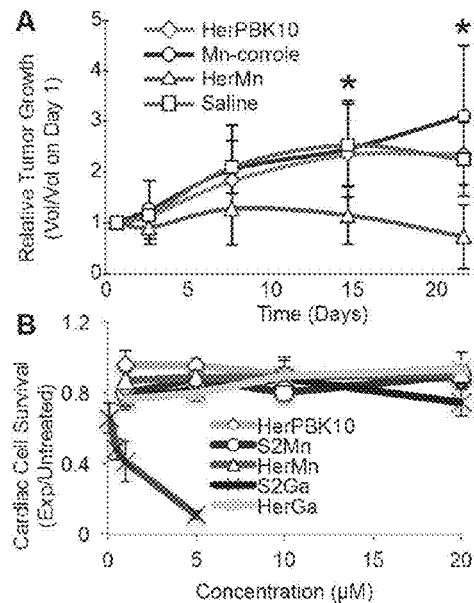 A
HerPBK10
Mn-corrole
HerMn
Saline
Relative Tumor Growth
(Vol/Vol on Day 1)
5
4
3
2
1
0
*
*
0 5 10 15 20
Time (Days)
B
Cardiac Cell Survival
(Exp/Untreated)
1.2
0.8
0.4
0
HerPBK10
S2Mn
HerMn
S2Ga
HerGa
0 5 10 15 20
Concentration (µM)